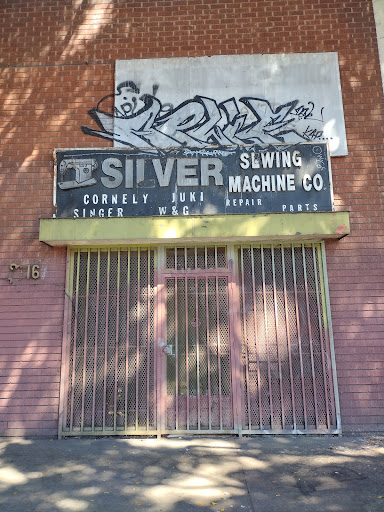 SILVER SEWING
MACHINE CO.
CORNELY JUKI REPAIR PARTS
SINGER W&G
16